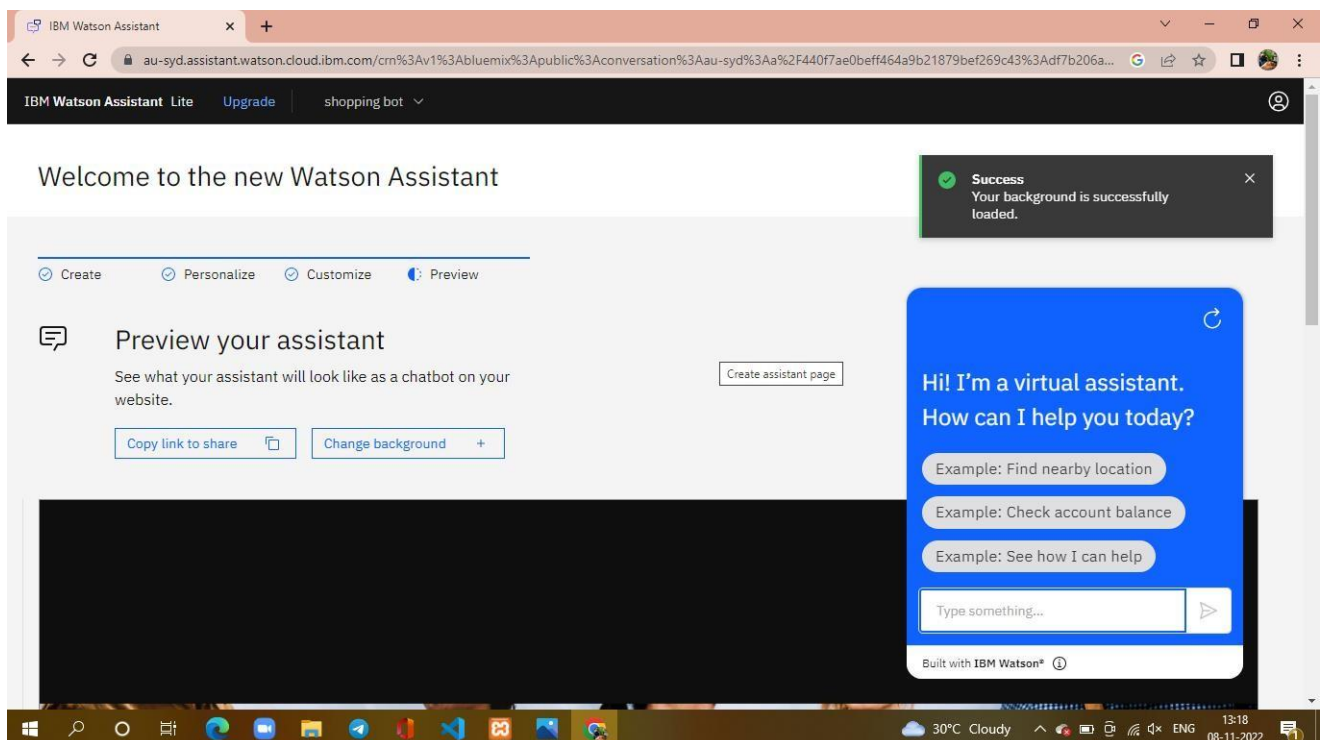 IBM Watson Assistant
au-syd.assistant.watson.cloud.ibm.com/crn%3Av1%3Abluemix%3Apublic%3Aconversation%3Aau-syd%3Aa%2F440f7ae0beff464a9b21879bef269c43%3Adf7b206a...
IBM Watson Assistant Lite Upgrade shopping bot
Welcome to the new Watson Assistant
Success
Your background is successfully
loaded.
Create Personalize Customize Preview
Preview your assistant
See what your assistant will look like as a chatbot on your
website.
Create assistant page
Copy link to share Change background +
Hi! I'm a virtual assistant.
How can I help you today?
Example: Find nearby location
Example: Check account balance
Example: See how I can help
Type something...
Built with IBM Watson®
30°C Cloudy ENG 13:18
08-11-2022